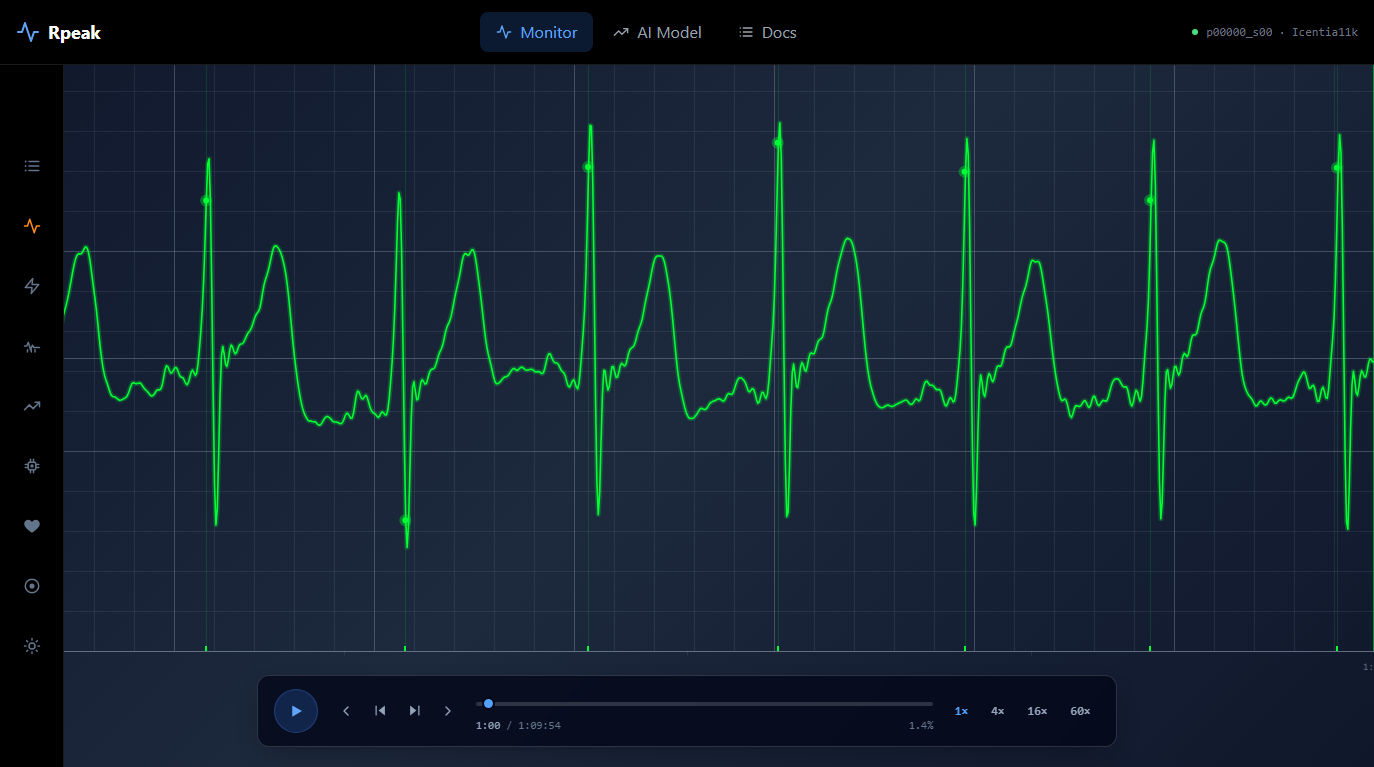 Rpeak
Monitor
AI Model
Docs
p00000_s00 · Icentia11k
1:00 / 1:09:54
1.4%
1x
4x
16x
60x